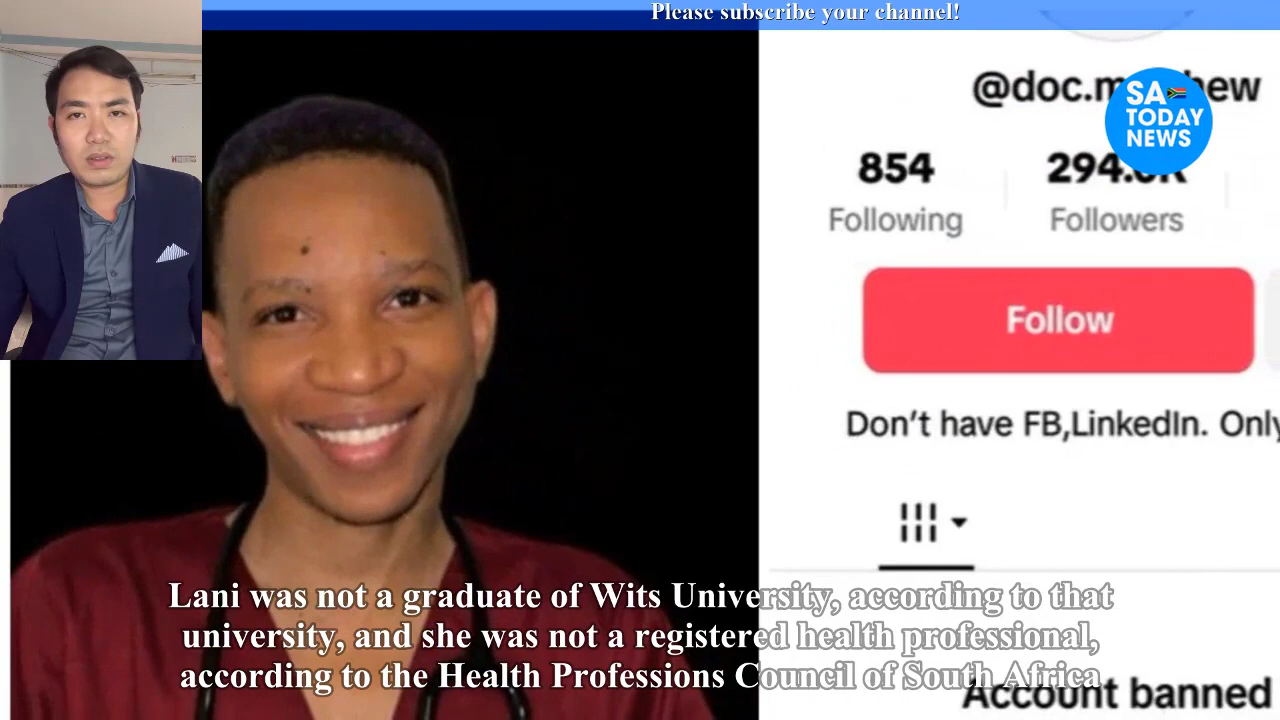 Please subscribe your channel!
SA
TODAY
NEWS
854
Following
Followers
Follow
Don't have FB,LinkedIn. Only
Lani was not a graduate of Wits University, according to that
university, and she was not a registered health professional,
according to the Health Professions Council of South Africa
Account banned